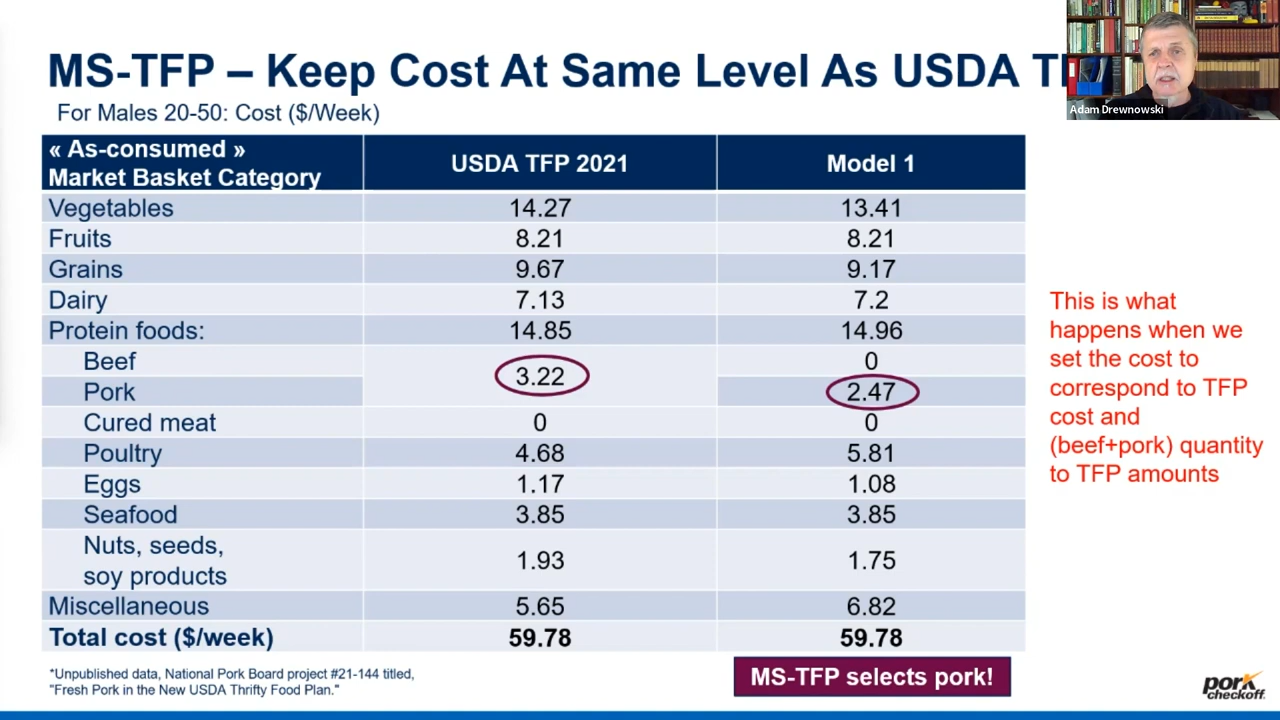 MS-TFP – Keep Cost At Same Level As USDA
For Males 20-50: Cost ($/Week)
Adam Drewnowski
« As-consumed »
Market Basket Category
USDA TFP 2021
Model 1
Vegetables 14.27 13.41
Fruits 8.21 8.21
Grains 9.67 9.17
Dairy 7.13 7.2
Protein foods: 14.85 14.96
Beef 0
3.22
Pork 2.47
Cured meat 0 0
Poultry 4.68 5.81
Eggs 1.17 1.08
Seafood 3.85 3.85
Nuts, seeds,
soy products 1.93 1.75
Miscellaneous 5.65 6.82
Total cost ($/week) 59.78 59.78
This is what
happens when we
set the cost to
correspond to TFP
cost and
(beef+pork) quantity
to TFP amounts
*Unpublished data, National Pork Board project #21-144 titled,
"Fresh Pork in the New USDA Thrifty Food Plan."
MS-TFP selects pork!
pork
checkoff